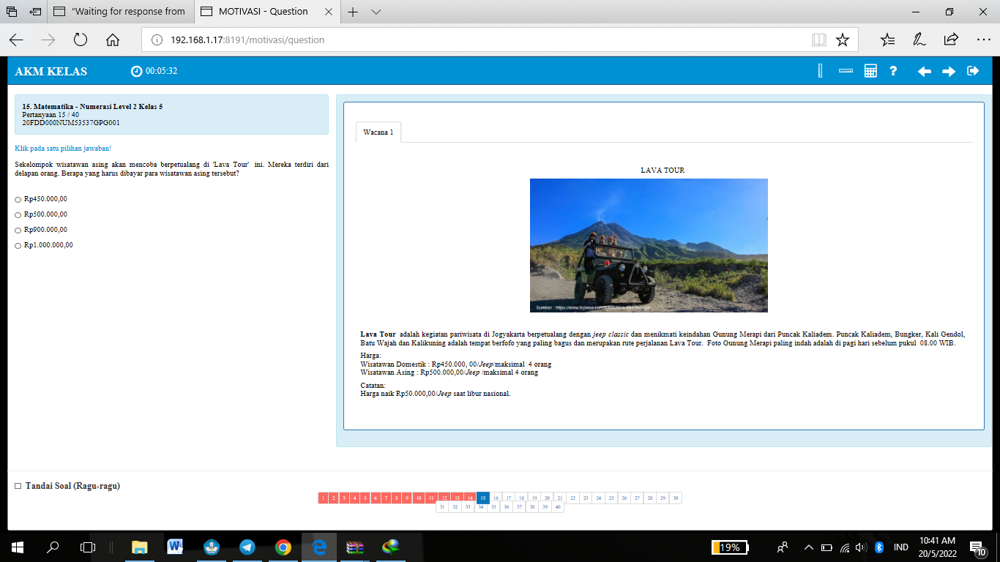 "Waiting for response from
MOTIVASI - Question
192.168.1.17:8191/motivasi/question
AKM KELAS
00:05:32
15. Matematika - Numerasi Level 2 Kelas 5
Pertanyaan 15 / 40
20FDD000NUM53537GPG001
Klik pada satu pilihan jawaban!
Sekelompok wisatawan asing akan mencoba berpetualang di 'Lava Tour' ini. Mereka terdiri dari
delapan orang. Berapa yang harus dibayar para wisatawan asing tersebut?
Rp450.000,00
Rp500.000,00
Rp900.000,00
Rp1.000.000,00
Wacana 1
LAVA TOUR
Lava Tour adalah kegiatan pariwisata di Jogyakarta berpetualang dengan jeep classic dan menikmati keindahan Gunung Merapi dari Puncak Kaliadem. Puncak Kaliadem, Bungker, Kali Gendol,
Batu Wajah dan Kalikuning adalah tempat berfofo yang paling bagus dan merupakan rute perjalanan Lava Tour. Foto Gunung Merapi paling indah adalah di pagi hari sebelum pukul 08.00 WIB.
Harga:
Wisatawan Domestik : Rp450.000, 00/Jeep/maksimal 4 orang
Wisatawan Asing : Rp500.000,00/Jeep /maksimal 4 orang
Catatan:
Harga naik Rp50.000,00/Jeep saat libur nasional.
Tandai Soal (Ragu-ragu)
1 2 3 4 5 6 7 8 9 10 11 12 13 14 15 16 17 18 19 20 21 22 23 24 25 26 27 28 29 30
31 32 33 34 35 36 37 38 39 40
19%
IND
10:41 AM
20/5/2022
10